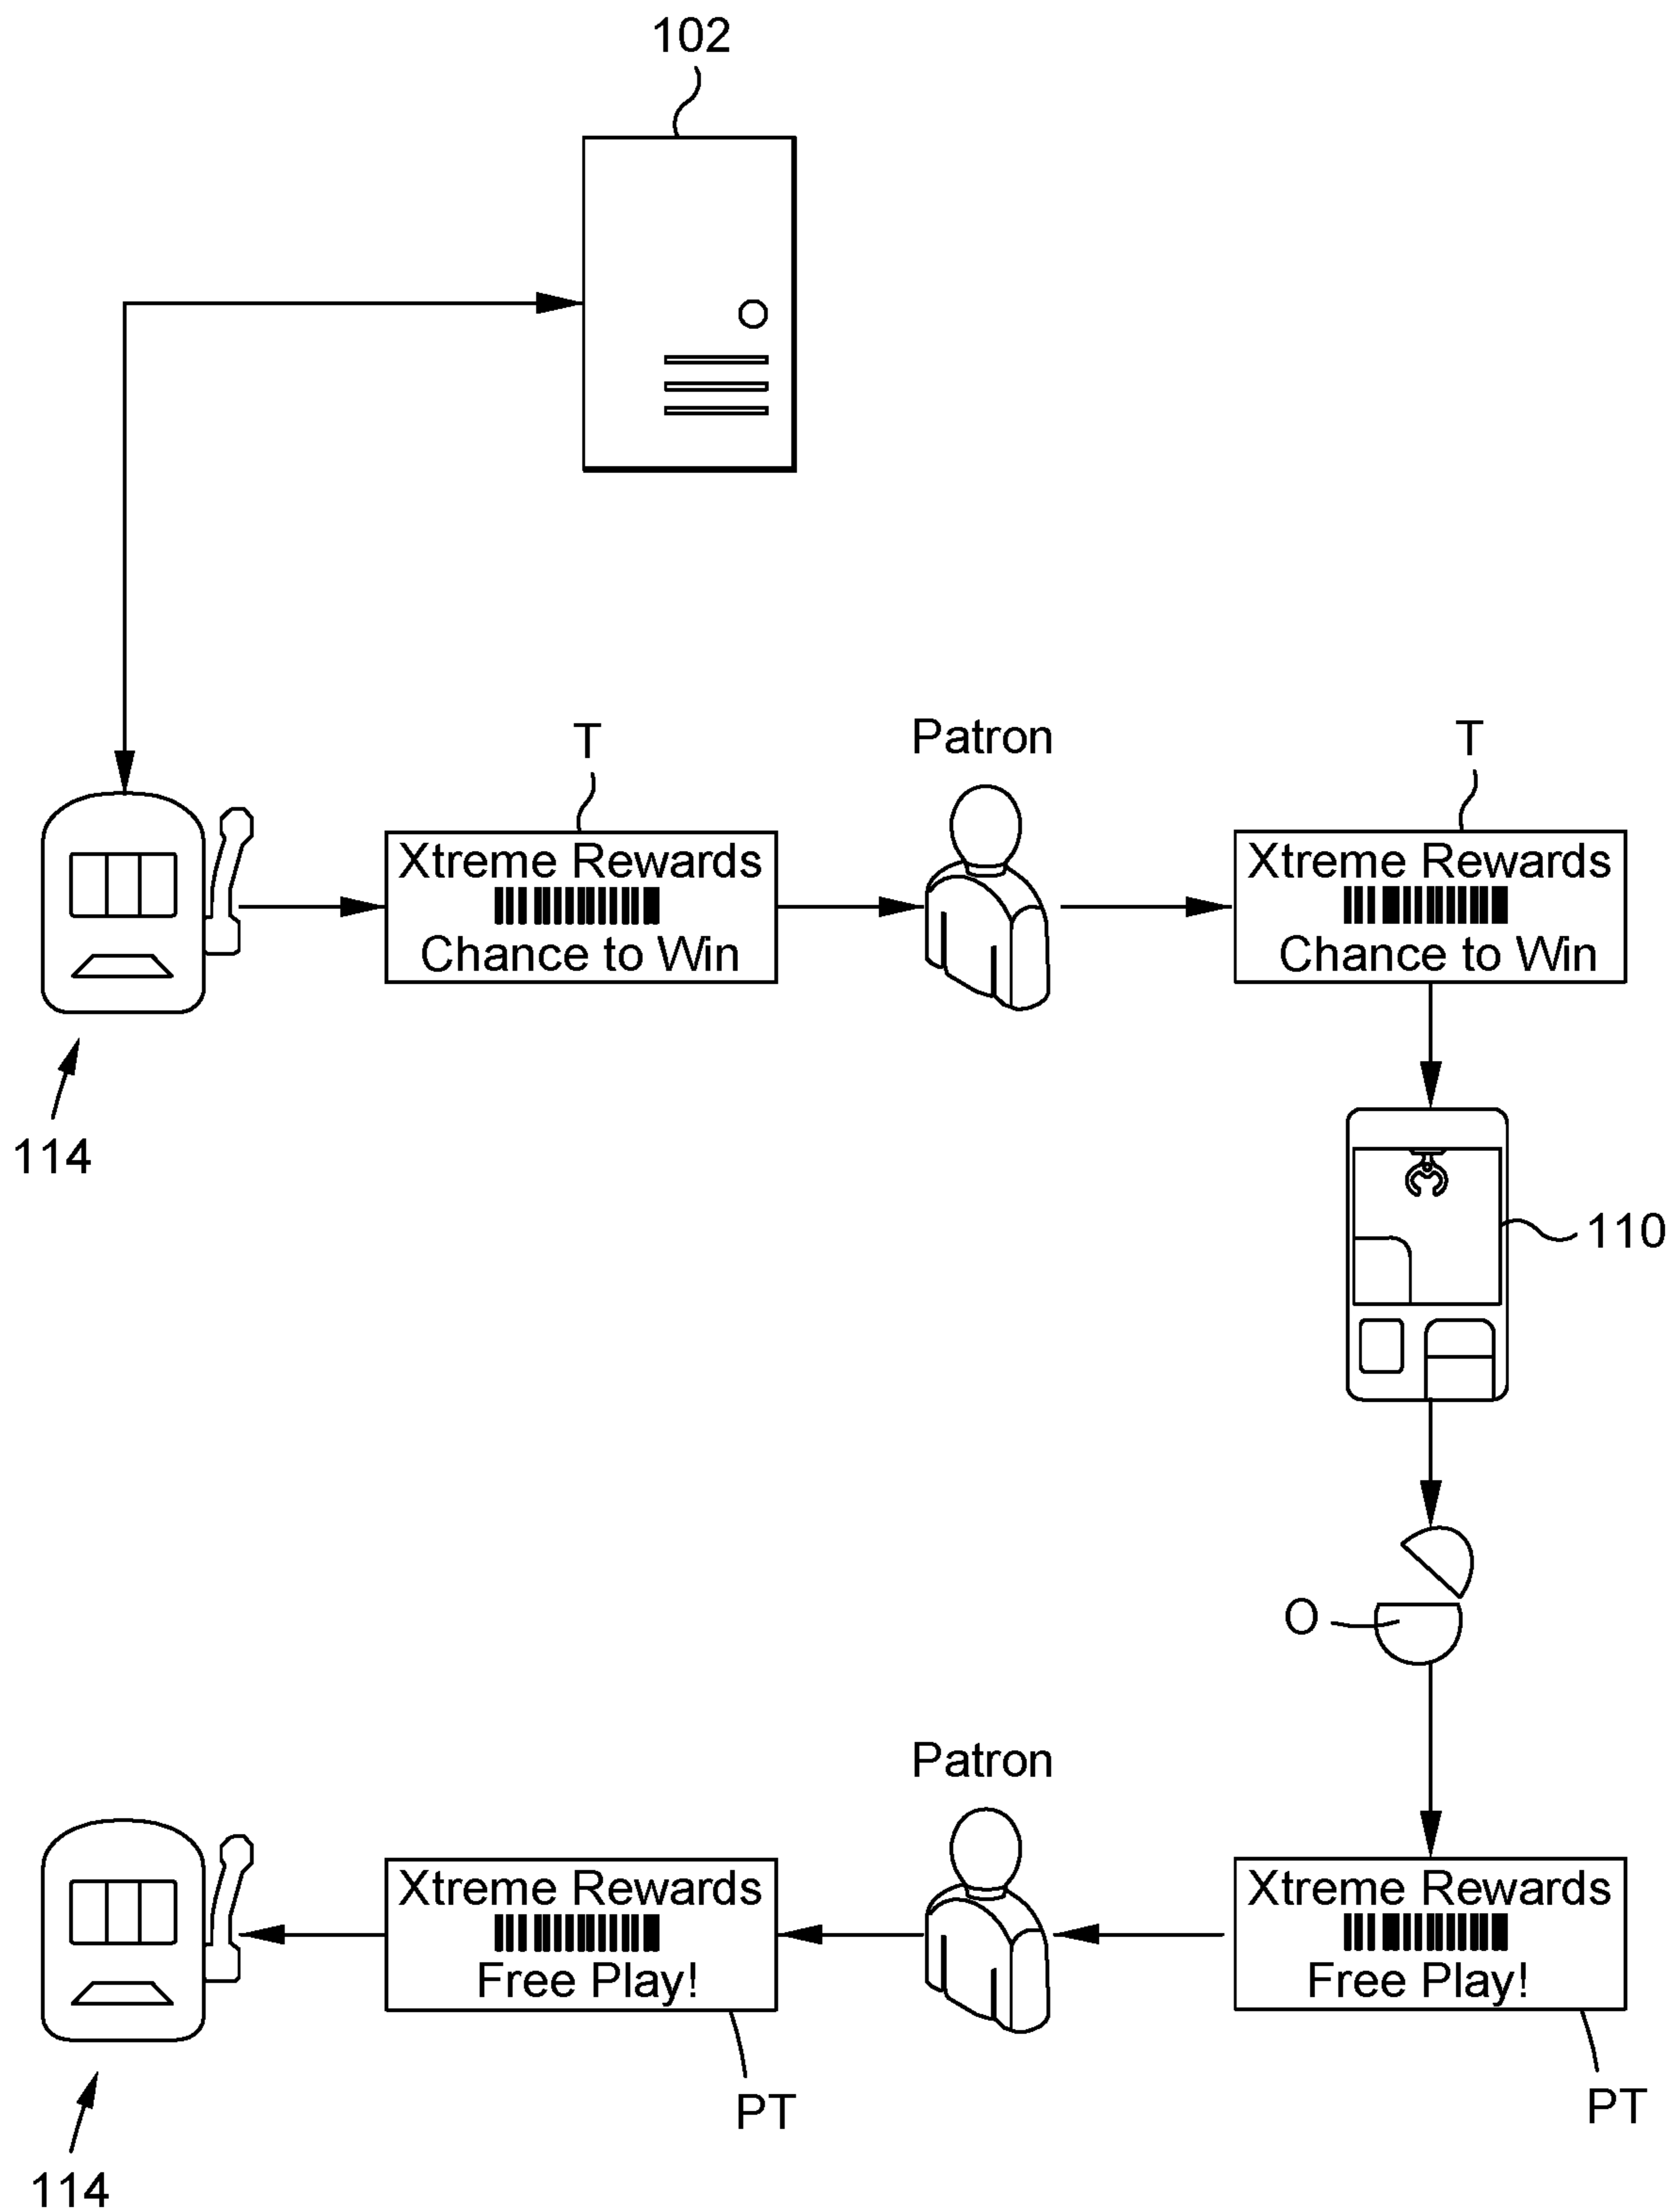 102
T
Patron
T
Xtreme Rewards
Chance to Win
Xtreme Rewards
Chance to Win
114
110
O
Patron
Xtreme Rewards
Free Play!
Xtreme Rewards
Free Play!
PT
PT
114